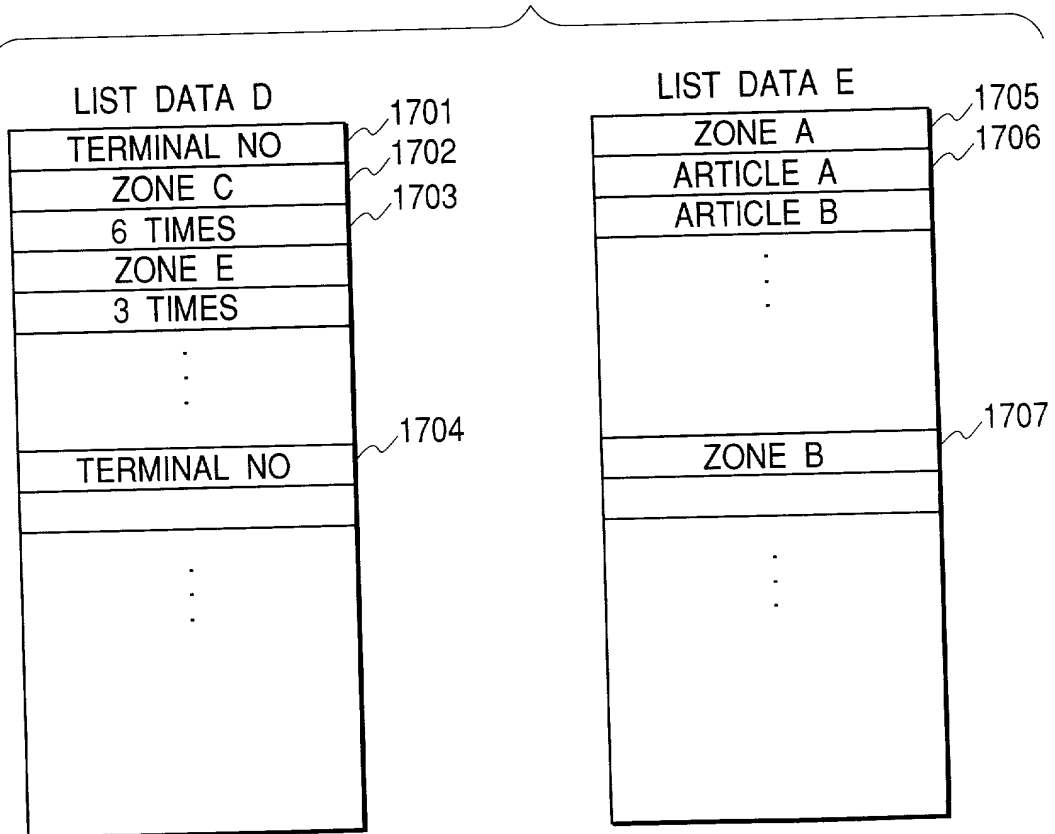 LIST DATA D
TERMINAL NO
1701
ZONE C
1702
6 TIMES
1703
ZONE E
3 TIMES
TERMINAL NO
1704
LIST DATA E
ZONE A
1705
ARTICLE A
1706
ARTICLE B
ZONE B
1707